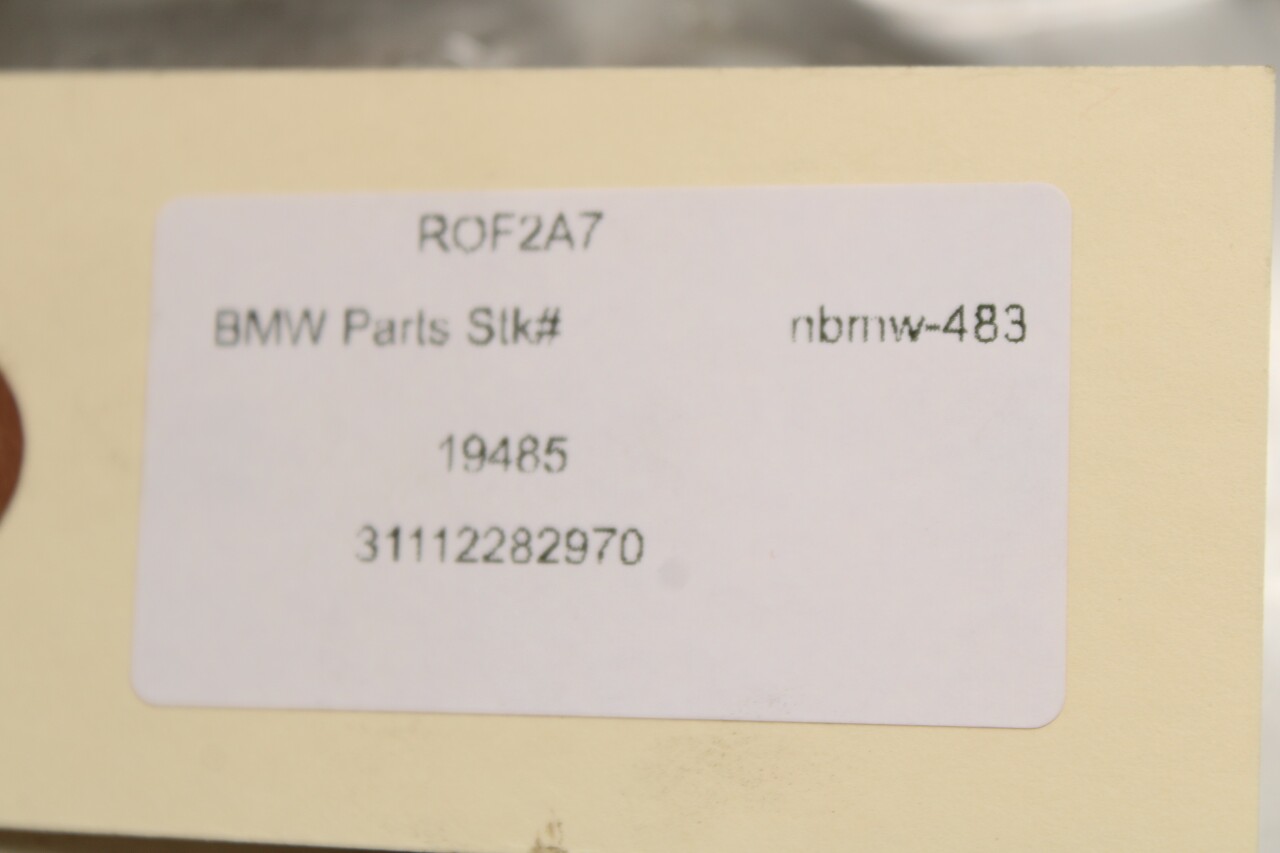 ROF2A7
BMW Parts Stk# nbmw-483
19485
31112282970